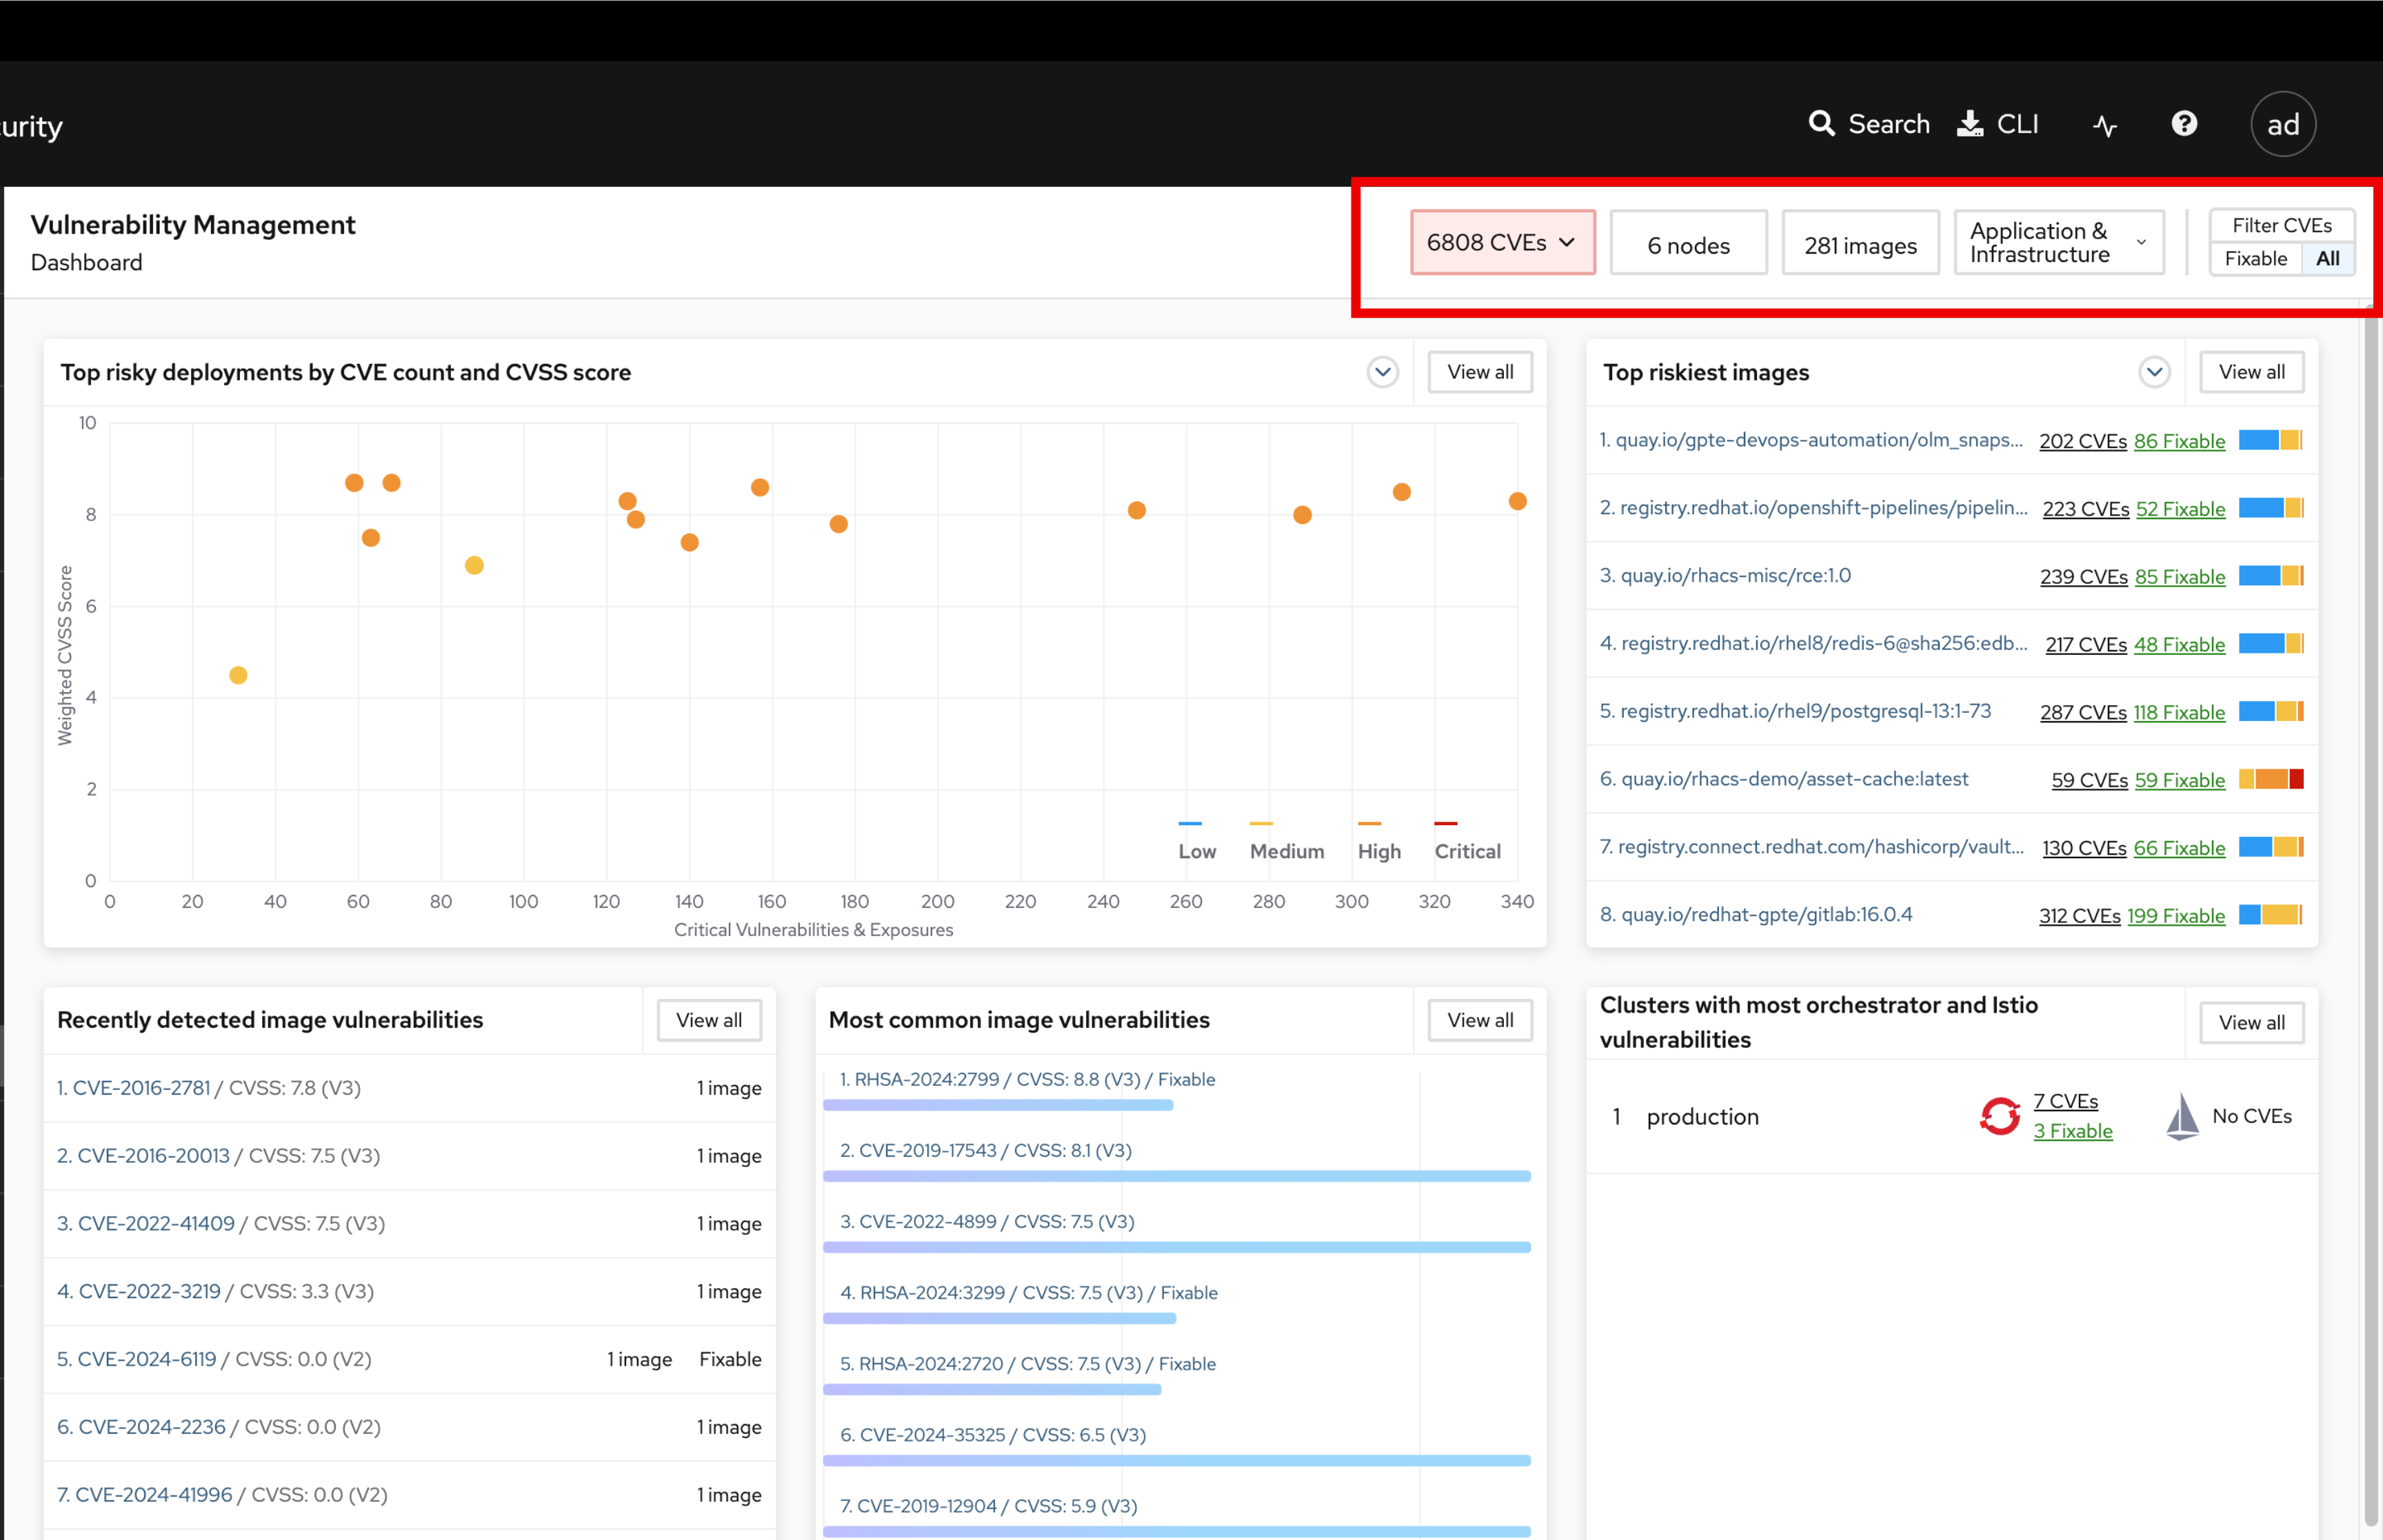 urity
Search
CLI
ad
Vulnerability Management
Dashboard
6808 CVEs
6 nodes
281 images
Application &
Infrastructure
Filter CVEs
Fixable
All
Top risky deployments by CVE count and CVSS score
View all
10
8
6
4
2
0
Weighted CVSS Score
Low
Medium
High
Critical
0 20 40 60 80 100 120 140 160 180 200 220 240 260 280 300 320 340
Critical Vulnerabilities & Exposures
Top riskiest images
View all
1. quay.io/gpte-devops-automation/olm_snaps... 202 CVEs 86 Fixable
2. registry.redhat.io/openshift-pipelines/pipelin... 223 CVEs 52 Fixable
3. quay.io/rhacs-misc/rce:1.0 239 CVEs 85 Fixable
4. registry.redhat.io/rhel8/redis-6@sha256:edb... 217 CVEs 48 Fixable
5. registry.redhat.io/rhel9/postgresql-13:1-73 287 CVEs 118 Fixable
6. quay.io/rhacs-demo/asset-cache:latest 59 CVEs 59 Fixable
7. registry.connect.redhat.com/hashicorp/vault... 130 CVEs 66 Fixable
8. quay.io/redhat-gpte/gitlab:16.0.4 312 CVEs 199 Fixable
Recently detected image vulnerabilities
View all
1. CVE-2016-2781 / CVSS: 7.8 (V3) 1 image
2. CVE-2016-20013 / CVSS: 7.5 (V3) 1 image
3. CVE-2022-41409 / CVSS: 7.5 (V3) 1 image
4. CVE-2022-3219 / CVSS: 3.3 (V3) 1 image
5. CVE-2024-6119 / CVSS: 0.0 (V2) 1 image Fixable
6. CVE-2024-2236 / CVSS: 0.0 (V2) 1 image
7. CVE-2024-41996 / CVSS: 0.0 (V2) 1 image
Most common image vulnerabilities
View all
1. RHSA-2024:2799 / CVSS: 8.8 (V3) / Fixable
2. CVE-2019-17543 / CVSS: 8.1 (V3)
3. CVE-2022-4899 / CVSS: 7.5 (V3)
4. RHSA-2024:3299 / CVSS: 7.5 (V3) / Fixable
5. RHSA-2024:2720 / CVSS: 7.5 (V3) / Fixable
6. CVE-2024-35325 / CVSS: 6.5 (V3)
7. CVE-2019-12904 / CVSS: 5.9 (V3)
Clusters with most orchestrator and Istio
vulnerabilities
View all
1 production
7 CVEs
3 Fixable
No CVEs